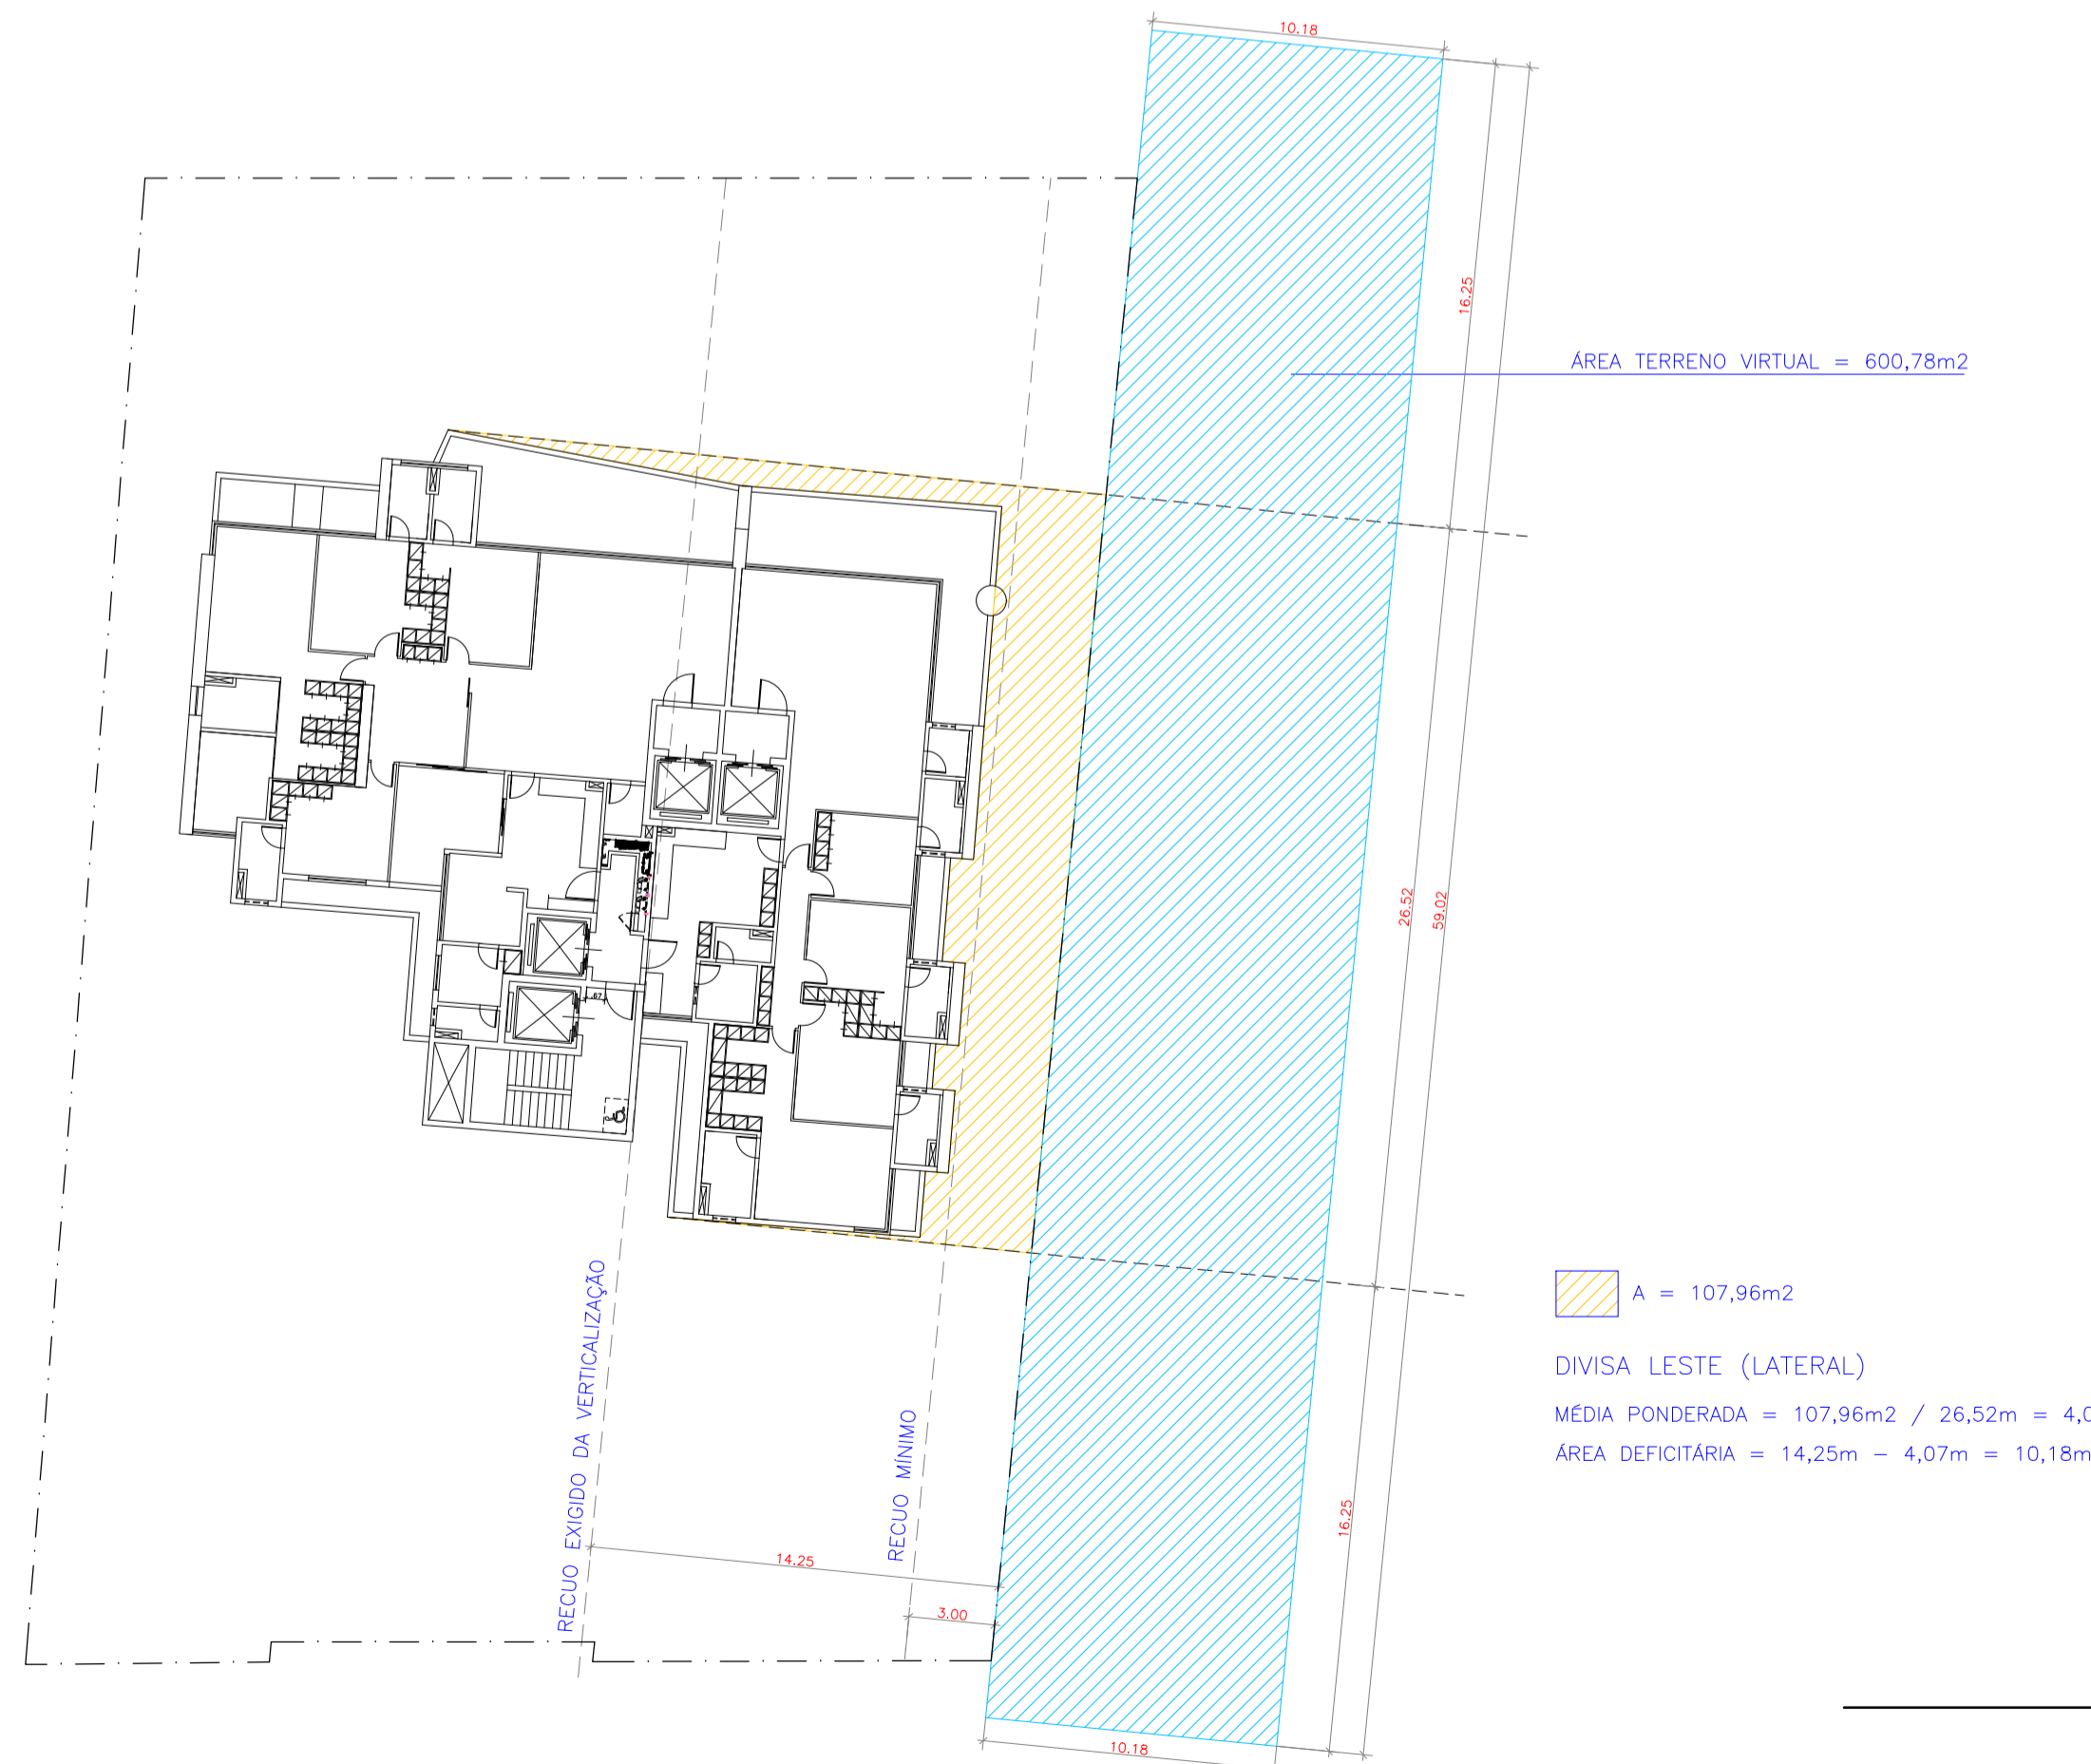 10.18
16.25
ÁREA TERRENO VIRTUAL = 600,78m2
26.52
59.02
.67
RECUO EXIGIDO DA VERTICALIZAÇÃO
RECUO MÍNIMO
A = 107,96m2
DIVISA LESTE (LATERAL)
MÉDIA PONDERADA = 107,96m2 / 26,52m = 4,0
ÁREA DEFICITÁRIA = 14,25m - 4,07m = 10,18m
16.25
14.25
3.00
10.18